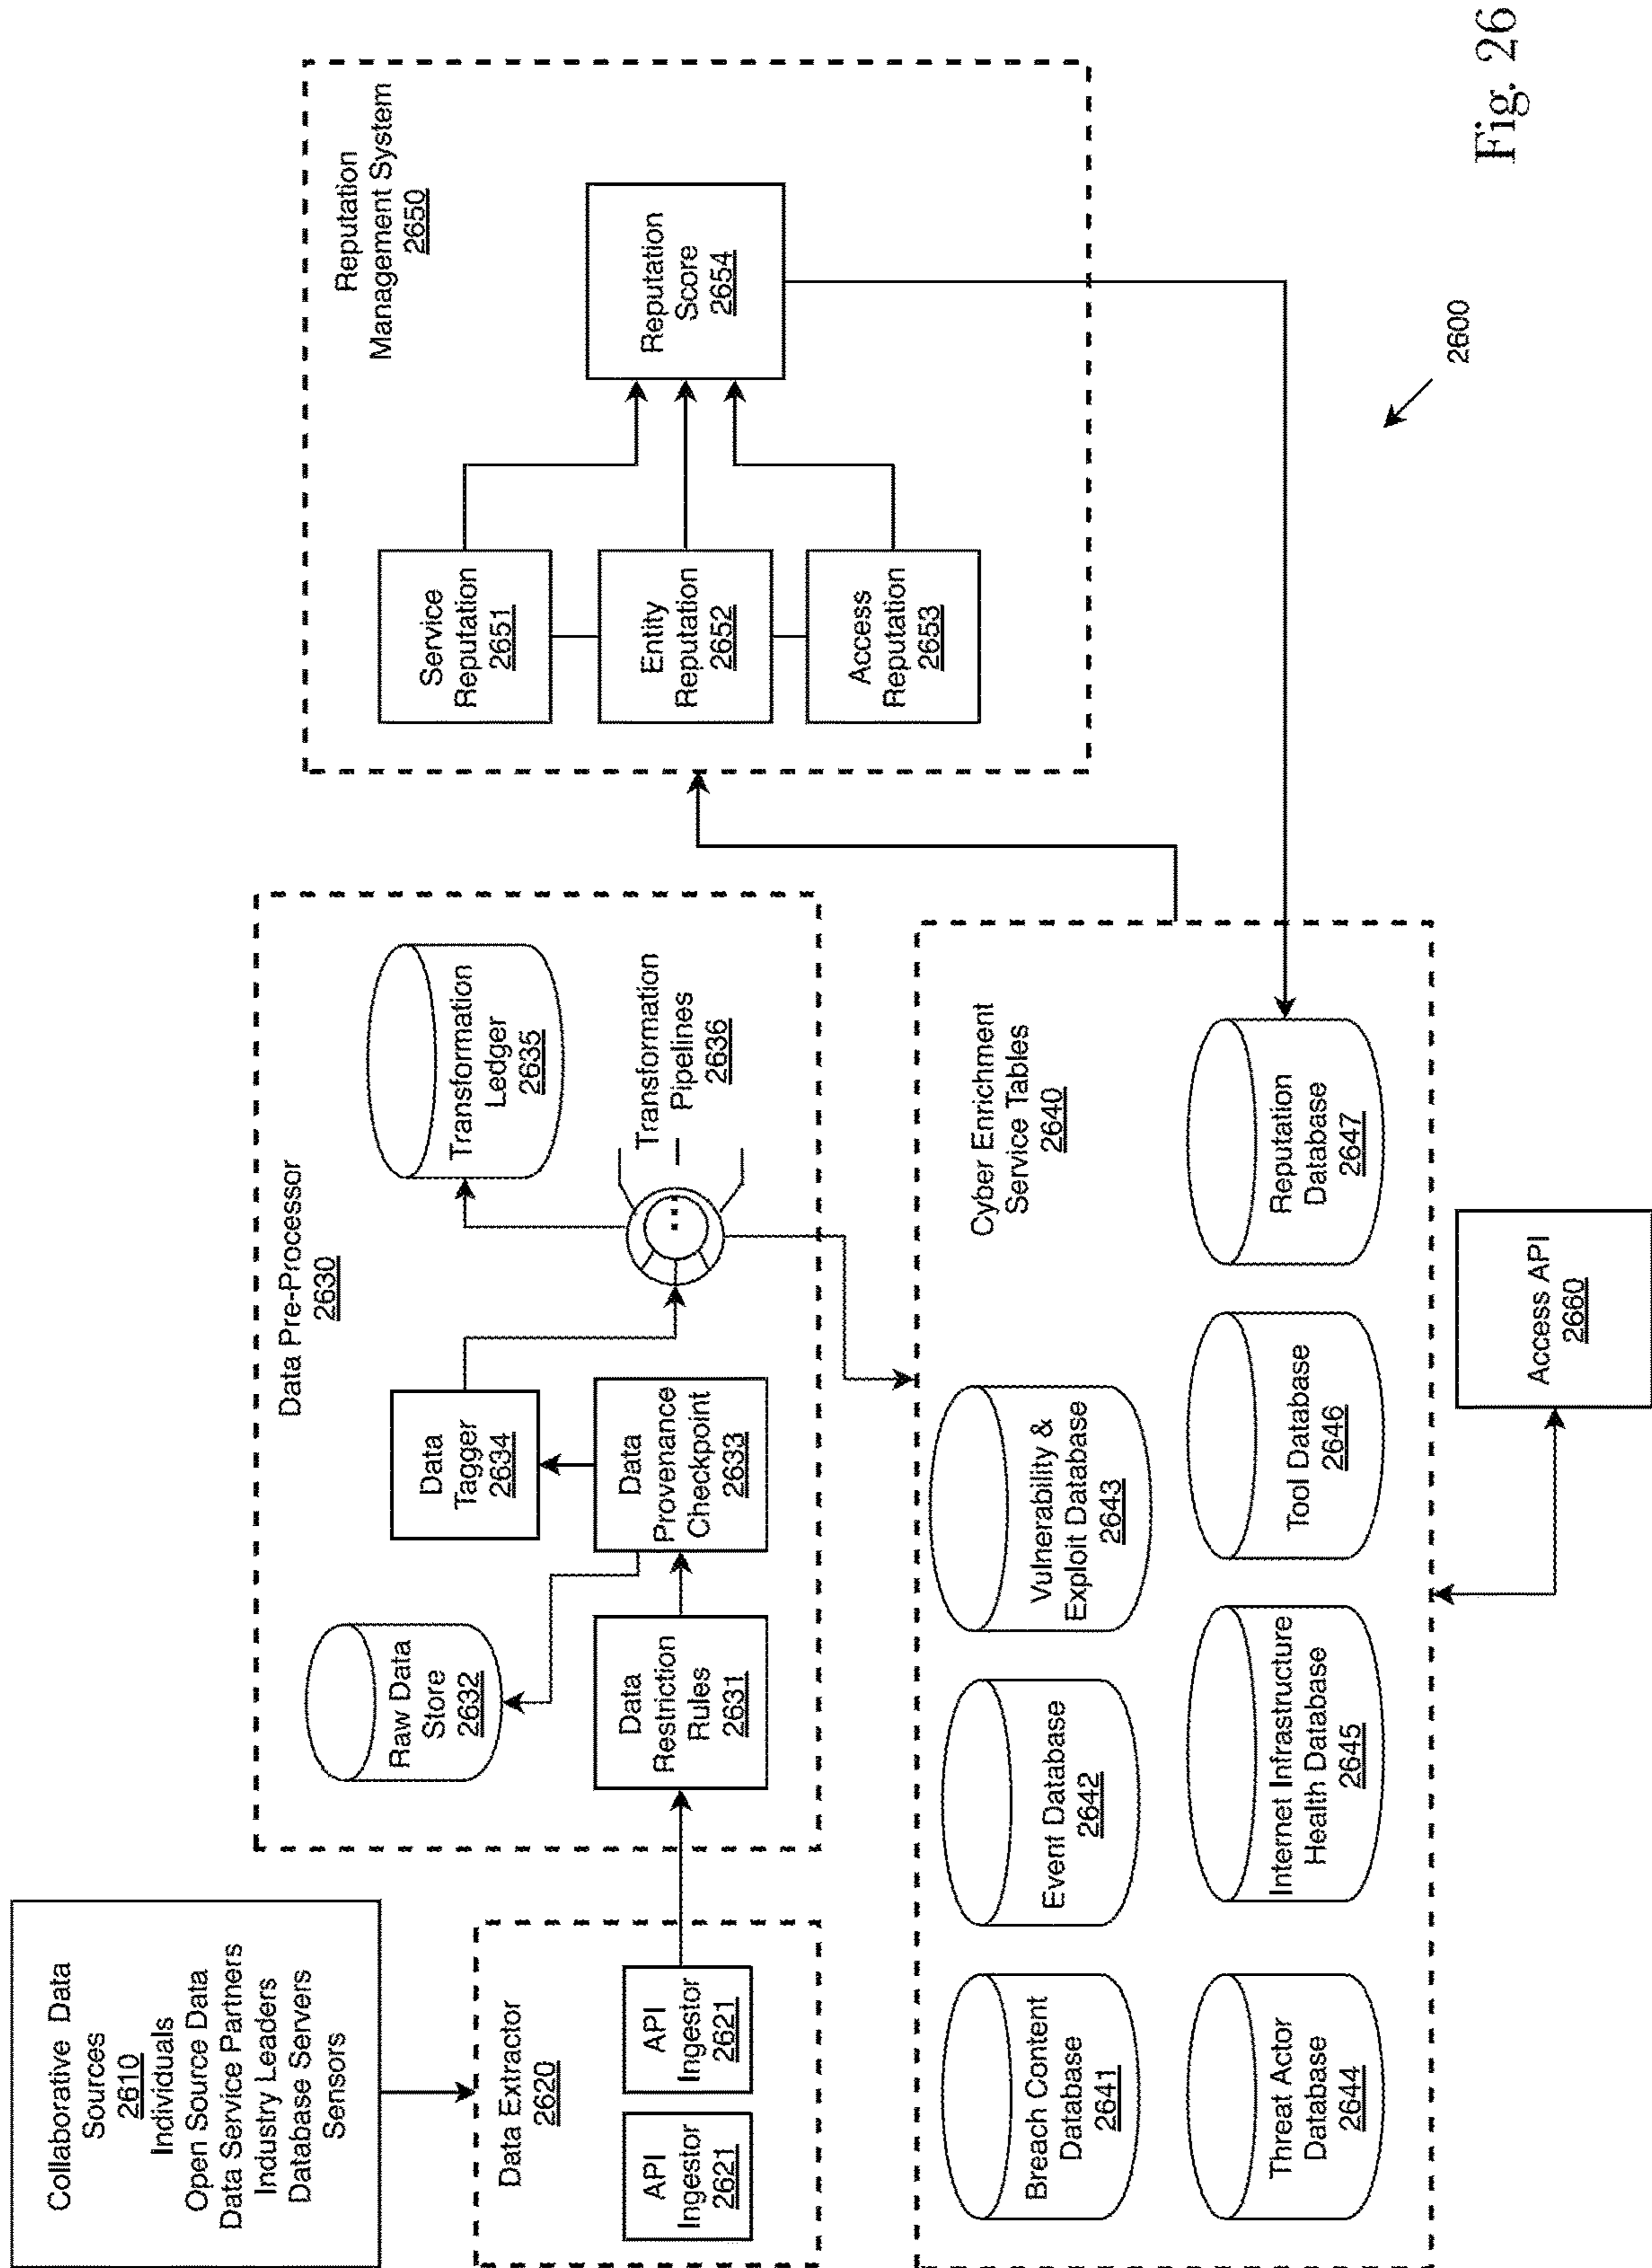 Collaborative Data
Sources
2610
Individuals
Open Source Data
Data Service Partners
Industry Leaders
Database Servers
Sensors
Data Extractor
2620
API
Ingestor
2621
API
Ingestor
2621
Data Pre-Processor
2630
Raw Data
Store
2632
Data
Restriction
Rules
2631
Data
Tagger
2634
Data
Provenance
Checkpoint
2633
Transformation
Ledger
2635
Transformation
Pipelines
2636
...
Reputation
Management System
2650
Service
Reputation
2651
Entity
Reputation
2652
Access
Reputation
2653
Reputation
Score
2654
Cyber Enrichment
Service Tables
2640
Breach Content
Database
2641
Event Database
2642
Vulnerability &
Exploit Database
2643
Threat Actor
Database
2644
Internet Infrastructure
Health Database
2645
Tool Database
2646
Reputation
Database
2647
Access API
2660
2600
Fig. 26